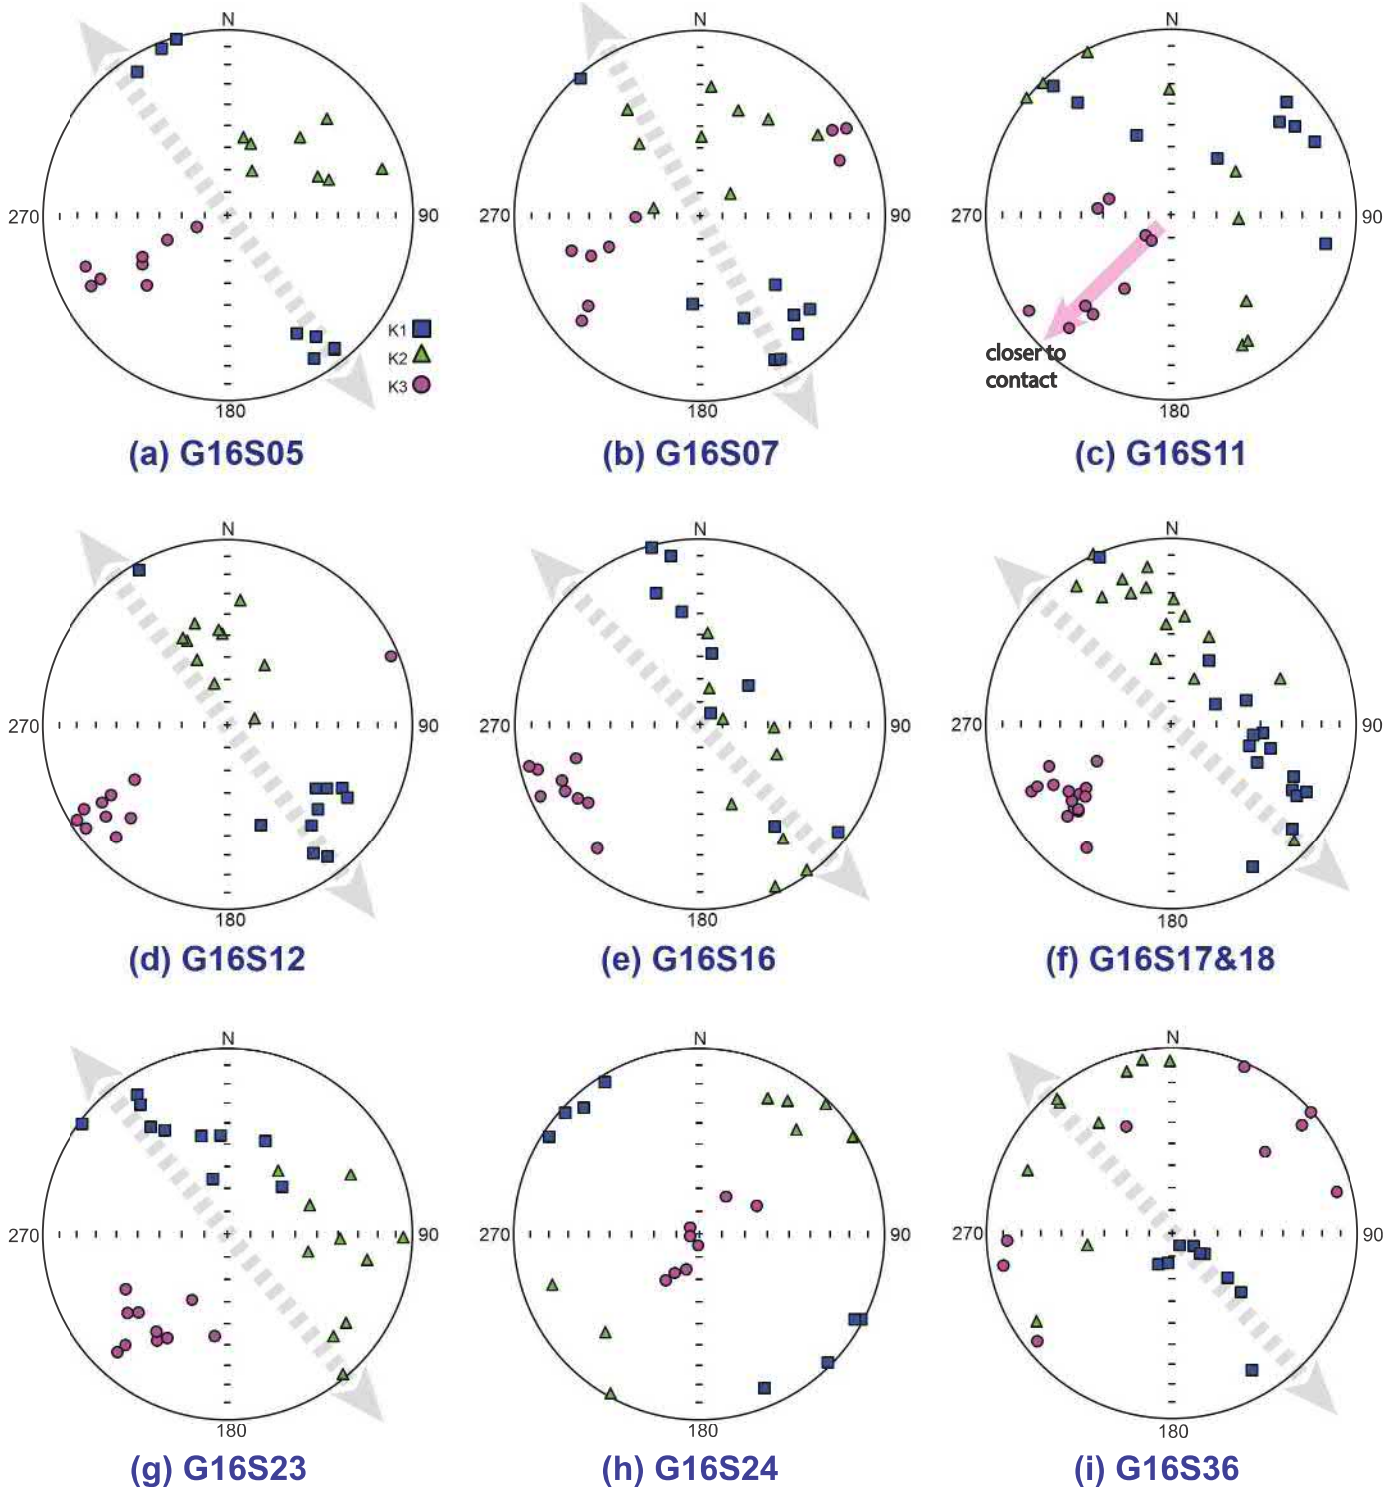 N
N
N
270
90
270
90
270
90
K1
K2
K3
closer to
contact
180
180
180
(a) G16S05
(b) G16S07
(c) G16S11
N
N
N
270
90
270
90
270
90
180
180
180
(d) G16S12
(e) G16S16
(f) G16S17&18
N
N
N
270
90
270
90
270
90
180
180
180
(g) G16S23
(h) G16S24
(i) G16S36